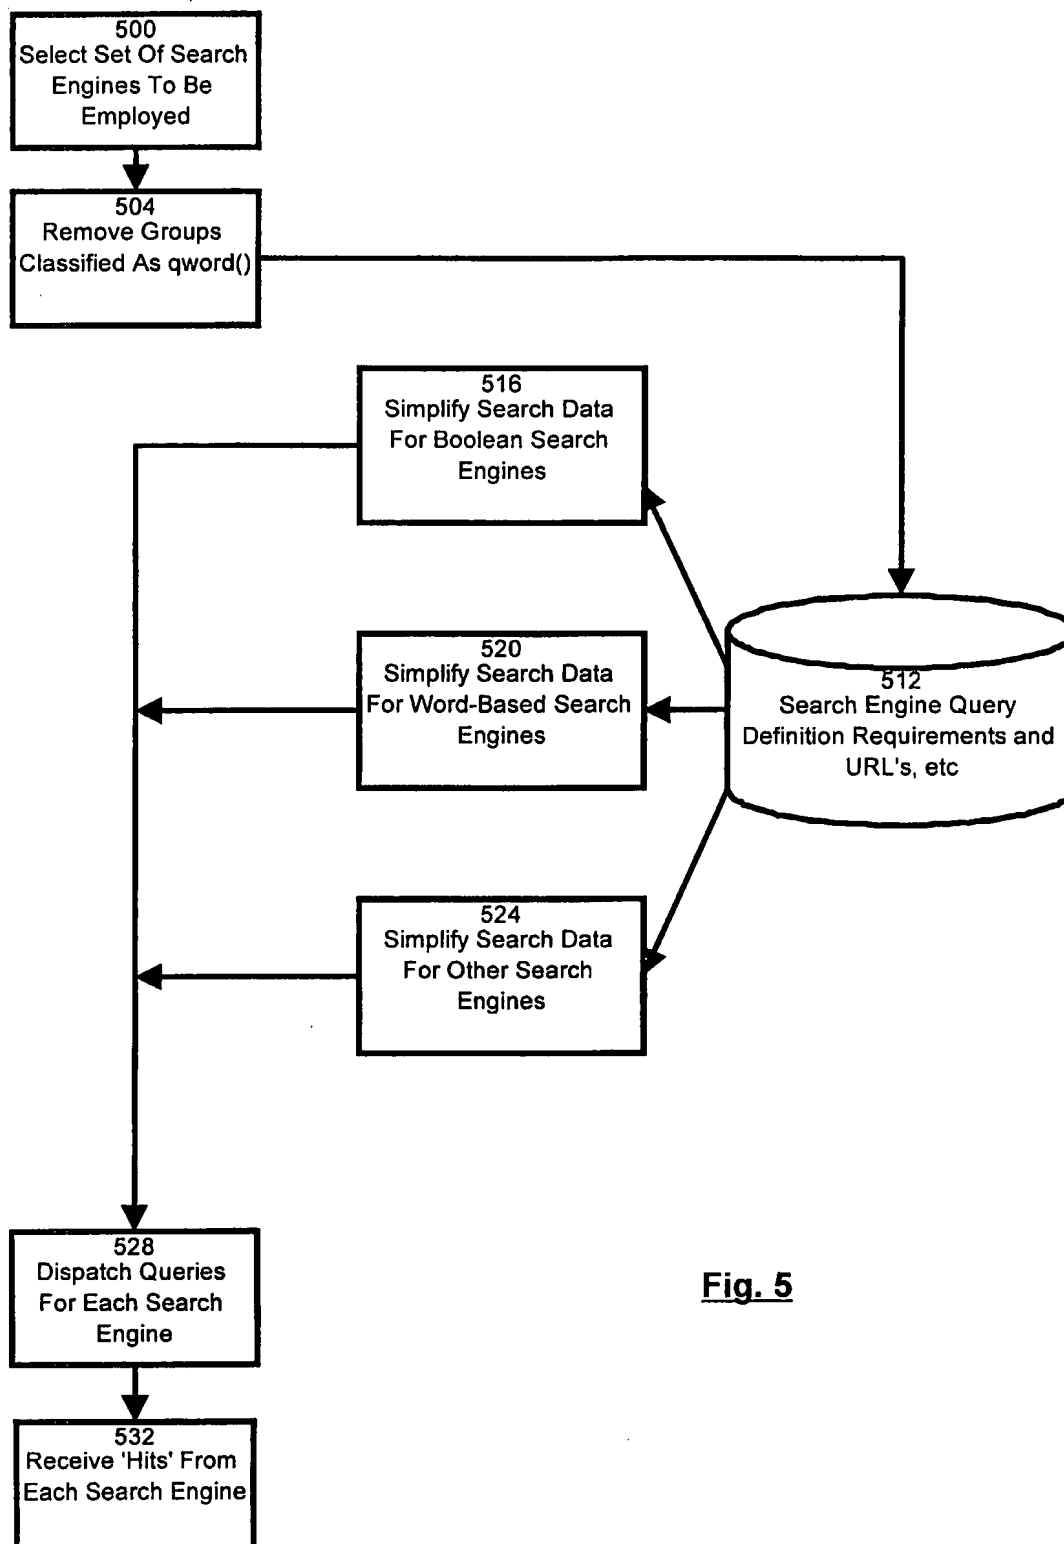 500
Select Set Of Search
Engines To Be
Employed
504
Remove Groups
Classified As qword()
516
Simplify Search Data
For Boolean Search
Engines
520
Simplify Search Data
For Word-Based Search
Engines
512
Search Engine Query
Definition Requirements and
URL's, etc
524
Simplify Search Data
For Other Search
Engines
528
Dispatch Queries
For Each Search
Engine
Fig. 5
532
Receive 'Hits' From
Each Search Engine